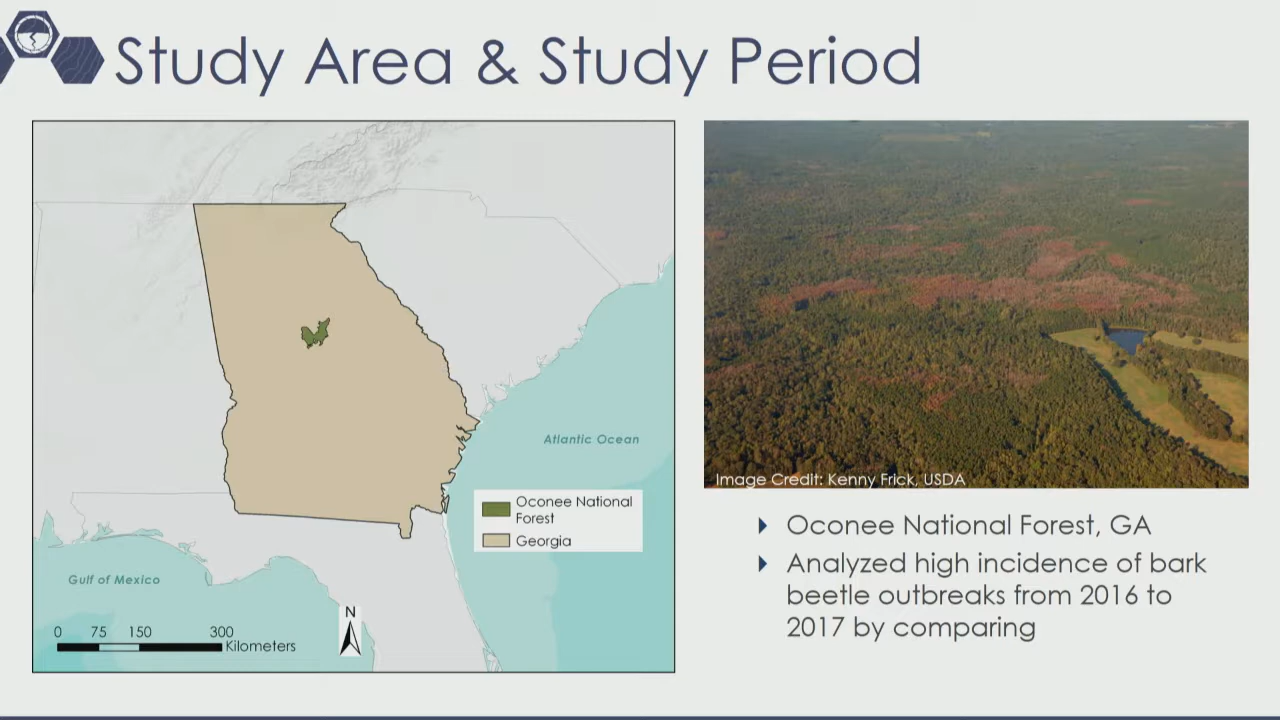 Study Area & Study Period
Atlantic Ocean
Oconee National
Forest
Georgia
Gulf of Mexico
N
0 75 150 300
Kilometers
Image Credit: Kenny Frick, USDA
Oconee National Forest, GA
Analyzed high incidence of bark
beetle outbreaks from 2016 to
2017 by comparing